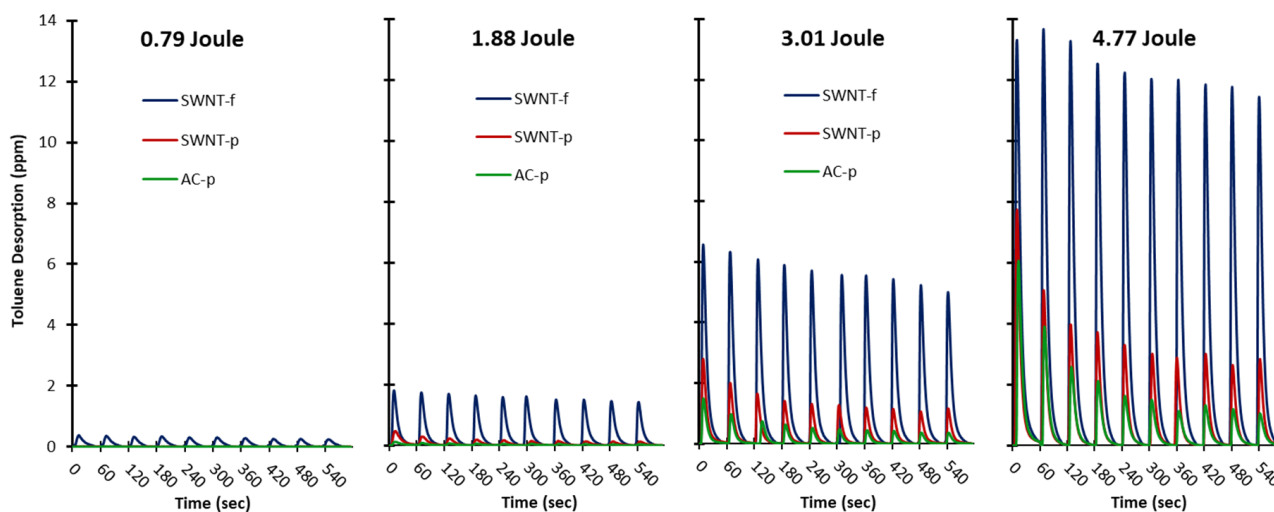 14
12
10
8
6
4
2
0
Toluene Desorption (ppm)
0.79 Joule
SWNT-f
SWNT-p
AC-p
0 60 120 180 240 300 360 420 480 540
Time (sec)
1.88 Joule
SWNT-f
SWNT-p
AC-p
0 60 120 180 240 300 360 420 480 540
Time (sec)
3.01 Joule
SWNT-f
SWNT-p
AC-p
0 60 120 180 240 300 360 420 480 540
Time (sec)
4.77 Joule
0 60 120 180 240 300 360 420 480 540
Time (sec)